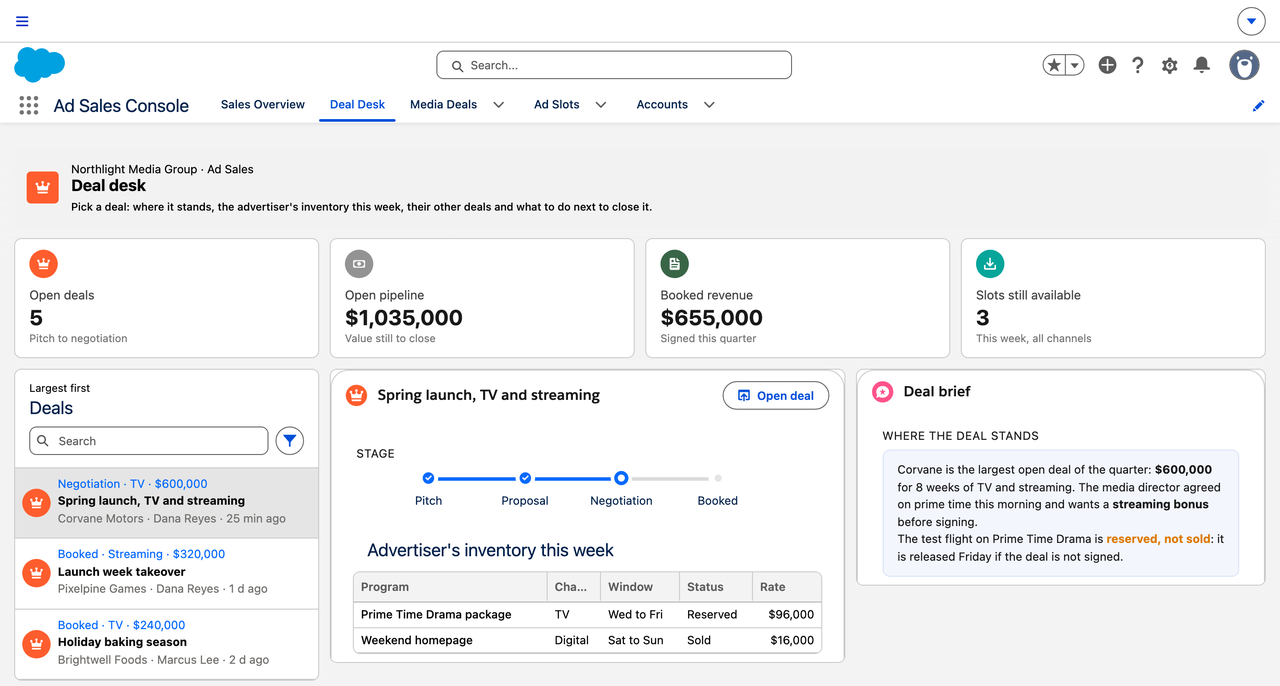 Search...
Ad Sales Console
Sales Overview
Deal Desk
Media Deals
Ad Slots
Accounts
Northlight Media Group · Ad Sales
Deal desk
Pick a deal: where it stands, the advertiser's inventory this week, their other deals and what to do next to close it.
Open deals
5
Pitch to negotiation
Open pipeline
$1,035,000
Value still to close
Booked revenue
$655,000
Signed this quarter
Slots still available
3
This week, all channels
Largest first
Deals
Search
Negotiation · TV · $600,000
Spring launch, TV and streaming
Corvane Motors · Dana Reyes · 25 min ago
Booked · Streaming · $320,000
Launch week takeover
Pixelpine Games · Dana Reyes · 1 d ago
Booked · TV · $240,000
Holiday baking season
Brightwell Foods · Marcus Lee · 2 d ago
Spring launch, TV and streaming
Open deal
STAGE
Pitch
Proposal
Negotiation
Booked
Advertiser's inventory this week
Program Cha... Window Status Rate
Prime Time Drama package TV Wed to Fri Reserved $96,000
Weekend homepage Digital Sat to Sun Sold $16,000
Deal brief
WHERE THE DEAL STANDS
Corvane is the largest open deal of the quarter: $600,000
for 8 weeks of TV and streaming. The media director agreed
on prime time this morning and wants a streaming bonus
before signing.
The test flight on Prime Time Drama is reserved, not sold: it
is released Friday if the deal is not signed.